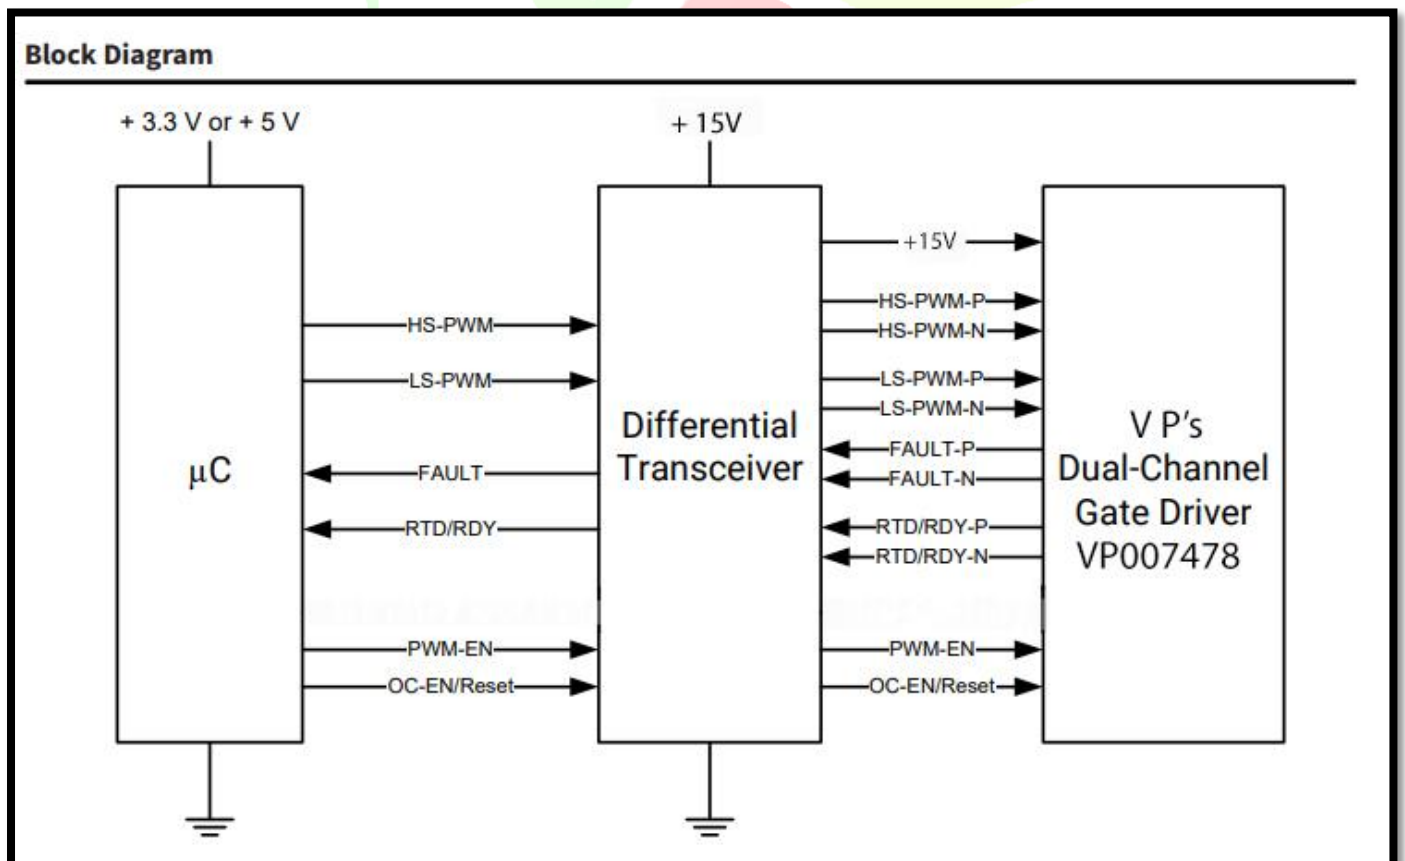 Block Diagram
+ 3.3 V or + 5 V
+ 15V
+15V
HS-PWM-P
HS-PWM-N
HS-PWM
LS-PWM
LS-PWM-P
LS-PWM-N
μC
Differential
Transceiver
V P's
Dual-Channel
Gate Driver
VP007478
FAULT
FAULT-P
FAULT-N
RTD/RDY
RTD/RDY-P
RTD/RDY-N
PWM-EN
PWM-EN
OC-EN/Reset
OC-EN/Reset